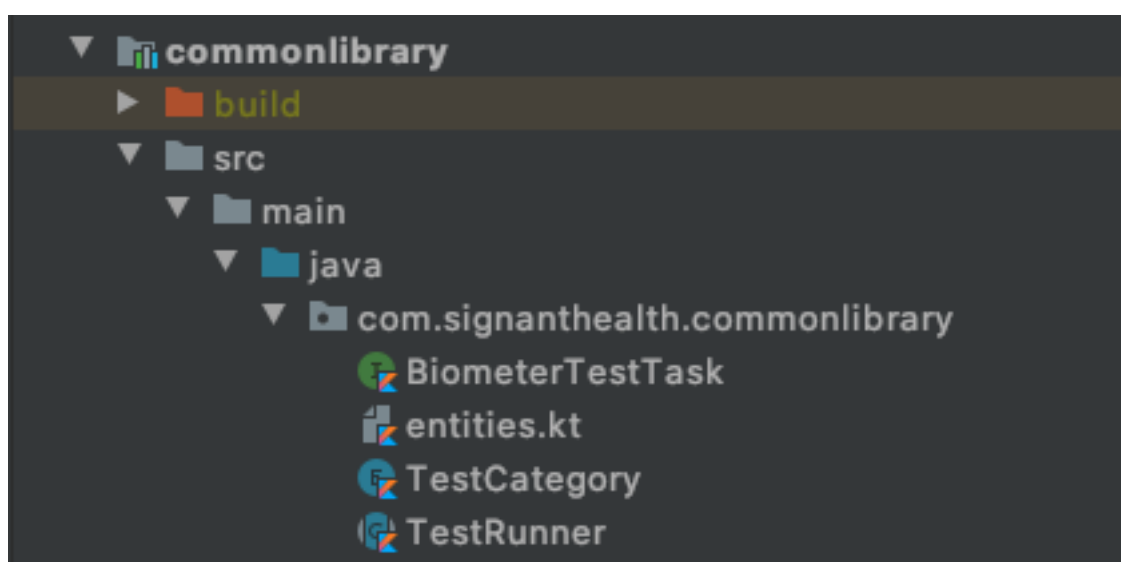 commonlibrary
build
src
main
java
com.signanthealth.commonlibrary
BiometerTestTask
entities.kt
TestCategory
TestRunner